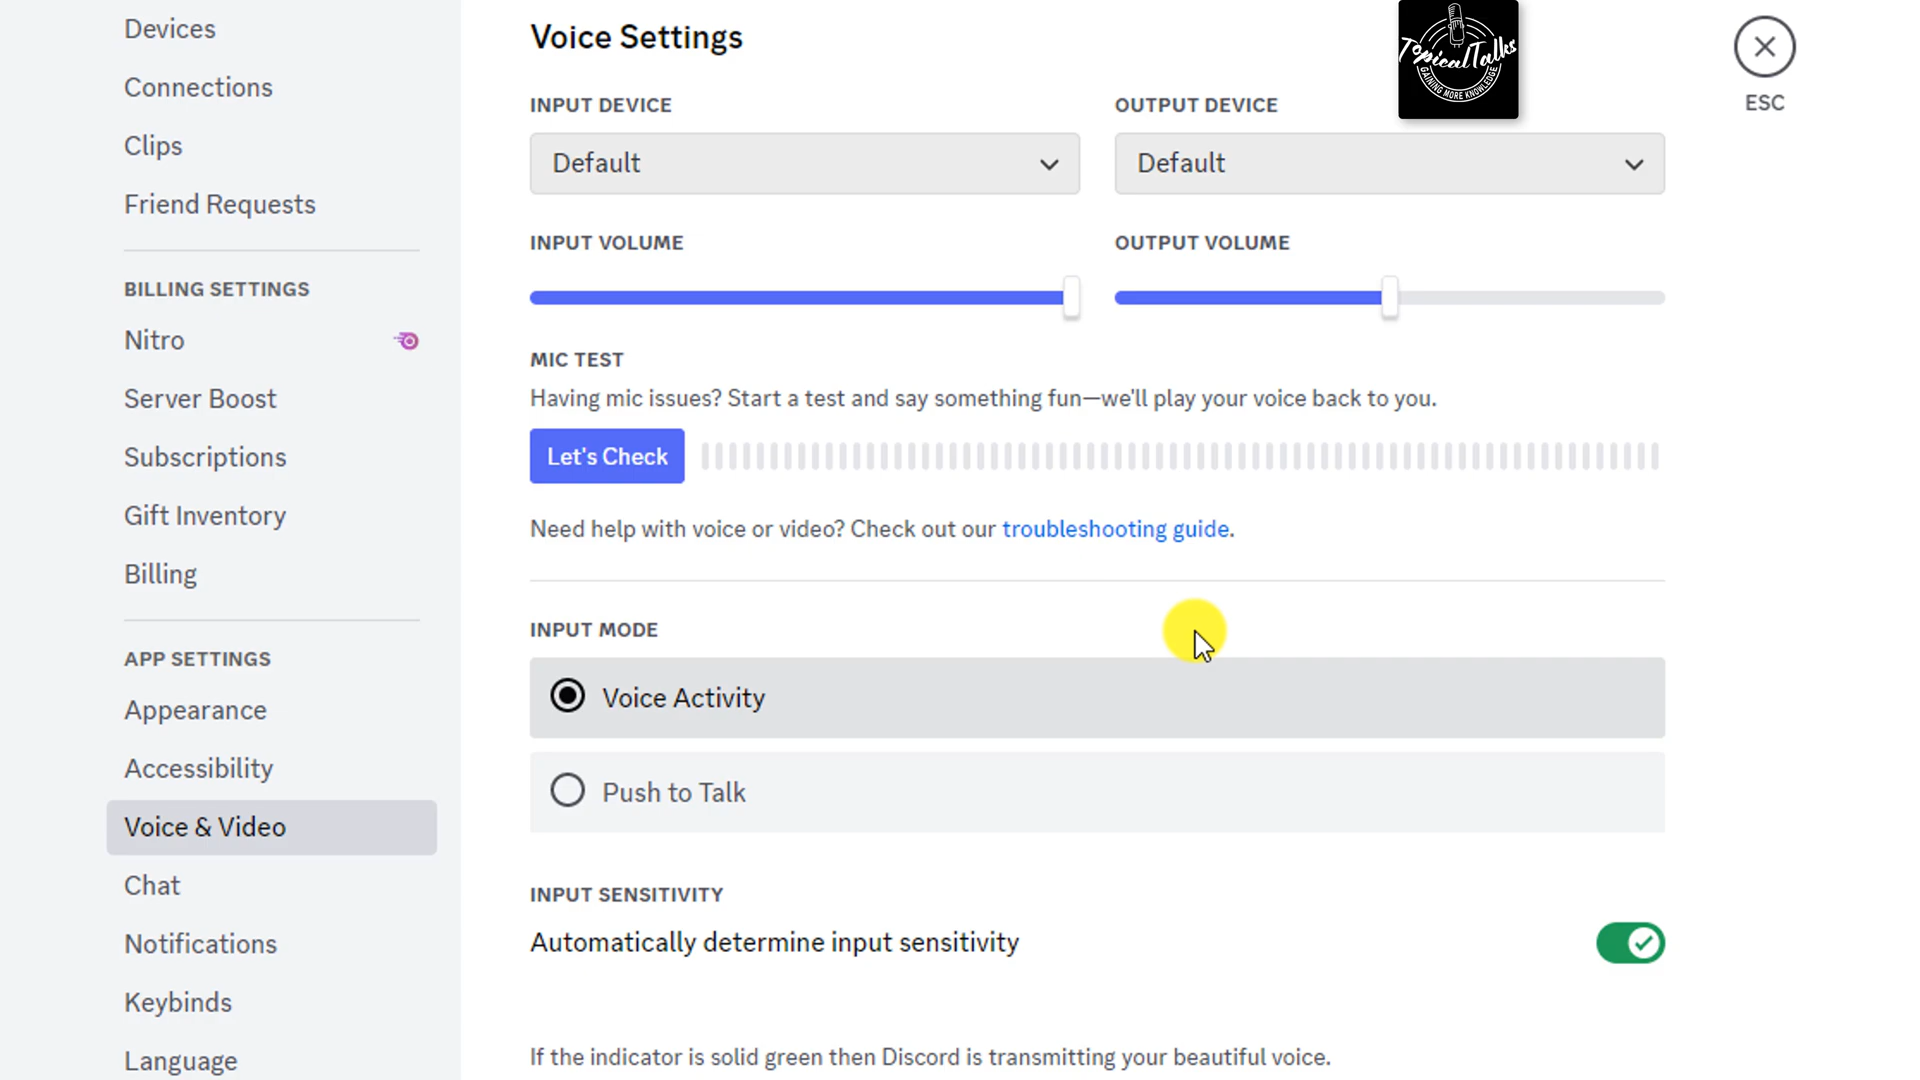 Devices
Connections
Clips
Friend Requests
BILLING SETTINGS
Nitro
Server Boost
Subscriptions
Gift Inventory
Billing
APP SETTINGS
Appearance
Accessibility
Voice & Video
Chat
Notifications
Keybinds
Language
Voice Settings
TopicalTalks
GAINING MORE KNOWLEDGE
ESC
INPUT DEVICE
OUTPUT DEVICE
Default
Default
INPUT VOLUME
OUTPUT VOLUME
MIC TEST
Having mic issues? Start a test and say something fun—we'll play your voice back to you.
Let's Check
Need help with voice or video? Check out our troubleshooting guide.
INPUT MODE
Voice Activity
Push to Talk
INPUT SENSITIVITY
Automatically determine input sensitivity
If the indicator is solid green then Discord is transmitting your beautiful voice.